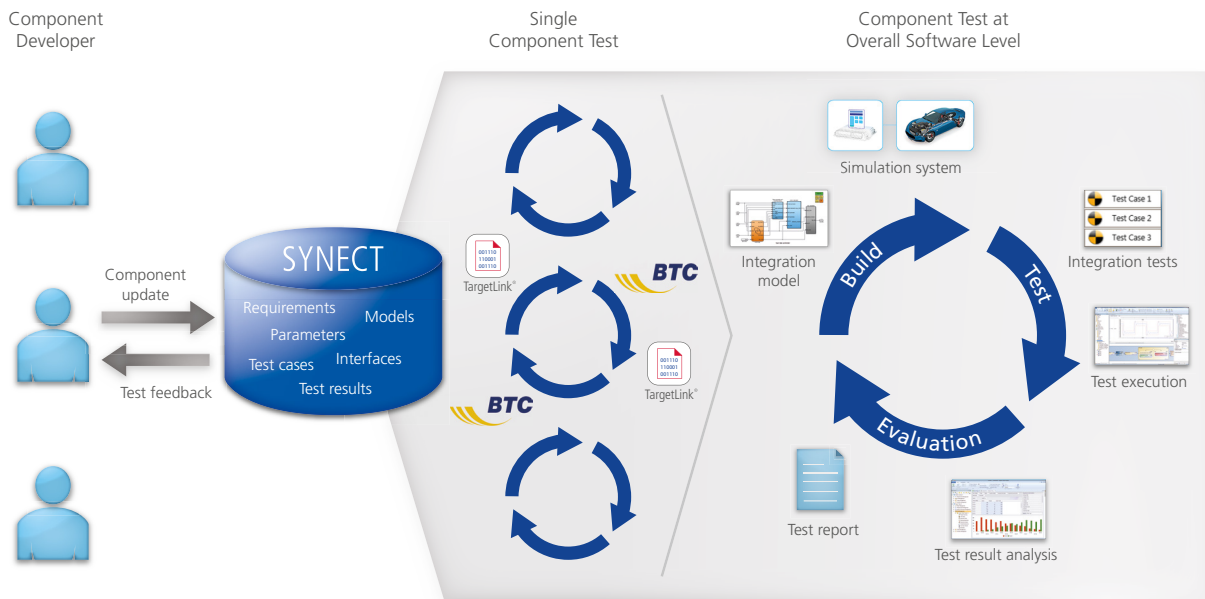 Component
Developer
Single
Component Test
Component Test at
Overall Software Level
Component
update
Test feedback
SYNECT
Requirements
Models
Parameters
Test cases
Interfaces
Test results
001110
110001
001110
TargetLink®
BTC
001110
110001
001110
TargetLink®
BTC
Simulation system
Integration
model
Build
Test
Evaluation
Test Case 1
Test Case 2
Test Case 3
Integration tests
Test execution
Test report
Test result analysis